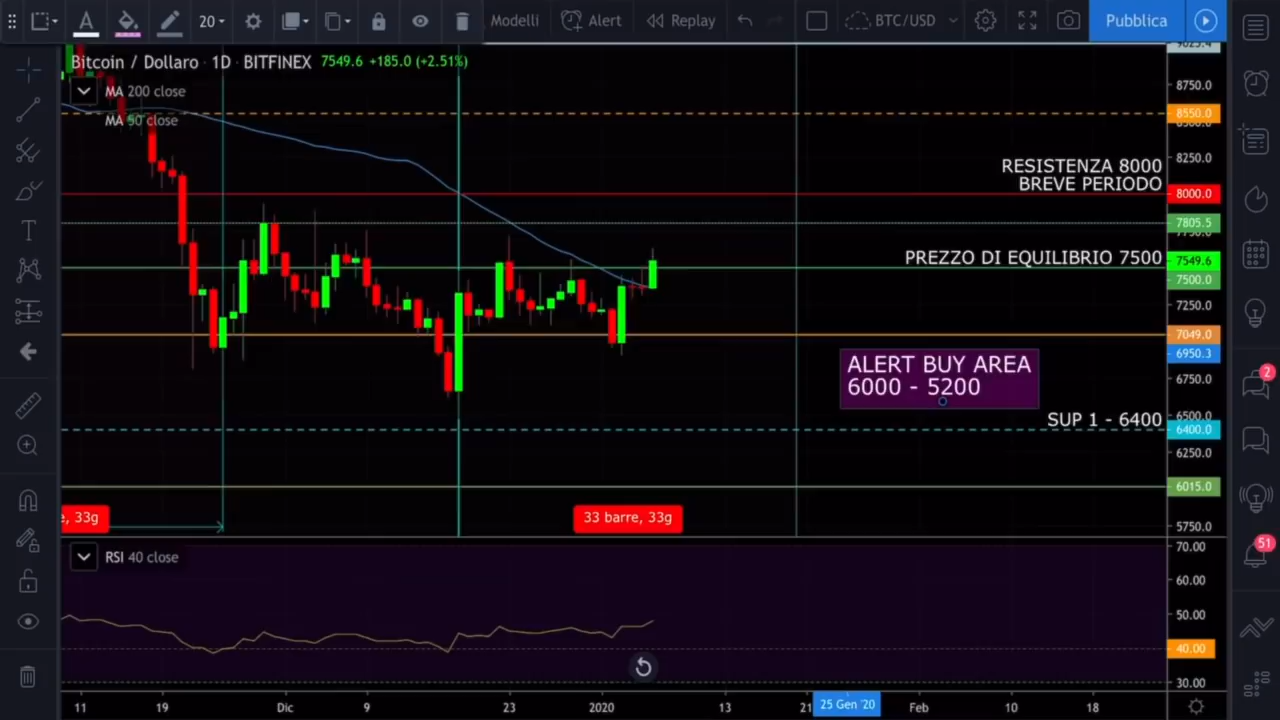 20
Modelli
Alert
Replay
BTC/USD
Pubblica
Bitcoin / Dollaro · 1D · BITFINEX 7549.6 +185.0 (+2.51%)
MA 200 close
MA 50 close
8750.0
8550.0
8250.0
RESISTENZA 8000
BREVE PERIODO
8000.0
7805.5
PREZZO DI EQUILIBRIO 7500
7549.6
7500.0
7250.0
7049.0
6950.3
ALERT BUY AREA
6000 - 5200
6750.0
6500.0
SUP 1 - 6400
6400.0
6250.0
6015.0
e, 33g
33 barre, 33g
5750.0
RSI 40 close
70.00
60.00
50.00
40.00
30.00
11 19 Dic 9 23 2020 13 21 25 Gen '20 Feb 10 18
2
51